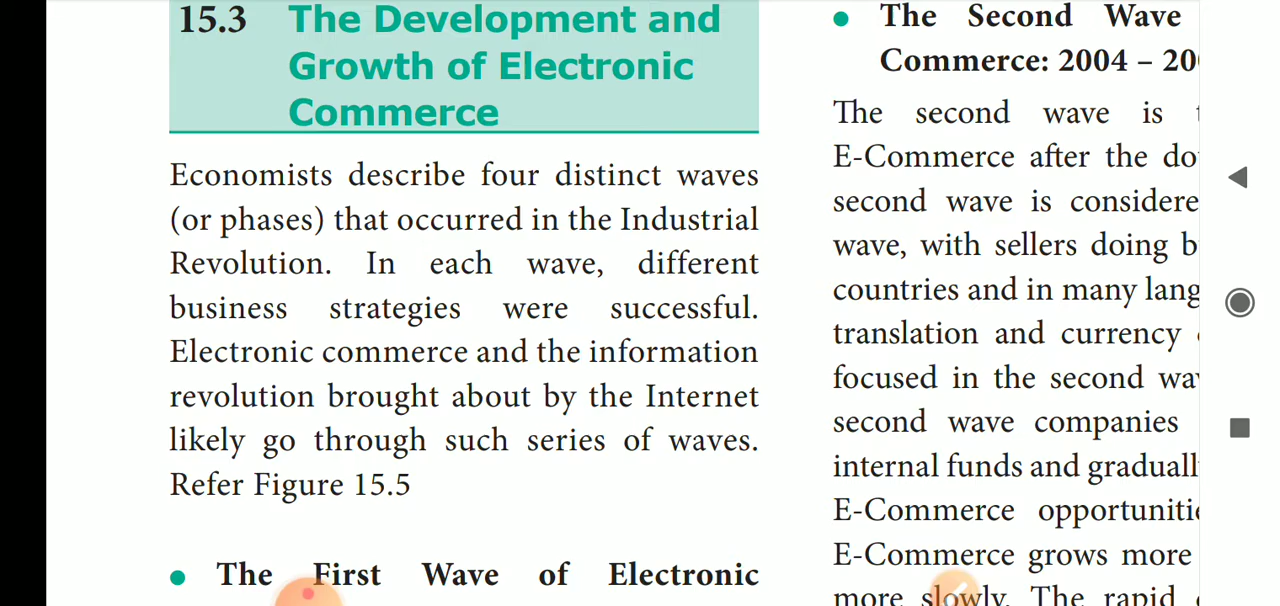 15.3 The Development and
Growth of Electronic
Commerce
Economists describe four distinct waves
(or phases) that occurred in the Industrial
Revolution. In each wave, different
business strategies were successful.
Electronic commerce and the information
revolution brought about by the Internet
likely go through such series of waves.
Refer Figure 15.5
• The First Wave of Electronic
• The Second Wave
Commerce: 2004 – 20
The second wave is
E-Commerce after the
second wave is
wave, with sellers doing
countries and in many
translation and currency
focused in the second
second wave companies
internal funds and
E-Commerce
E-Commerce grows more
more slowly. The rapid